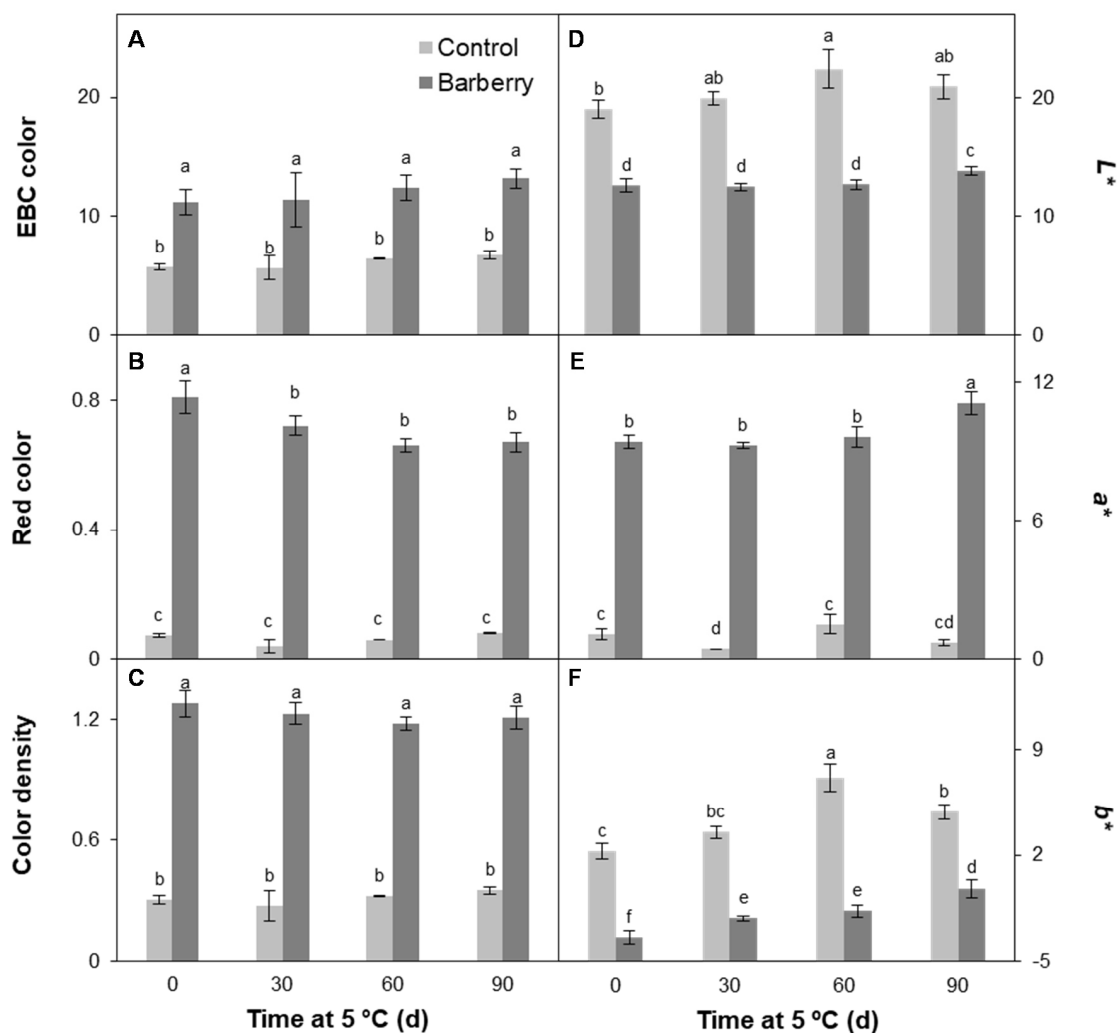 A
Control
Barberry
EBC color
20
10
0
b a b a b a b a
D
L*
20
10
0
b d ab d a d ab c
B
Red color
0.8
0.4
0
c a c b c b c b
E
a*
12
6
0
c b d b c b cd a
C
Color density
1.2
0.6
0
b a b a b a b a
F
b*
9
2
-5
c f bc e a e b d
0 30 60 90
Time at 5 ºC (d)
0 30 60 90
Time at 5 ºC (d)